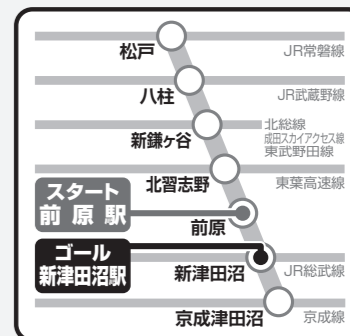 松戸
JR常磐線
八柱
JR武蔵野線
新鎌ヶ谷
北総線
成田スカイアクセス線
東武野田線
北習志野
東葉高速線
スタート
前原駅
前原
ゴール
新津田沼駅
新津田沼
JR総武線
京成津田沼
京成線